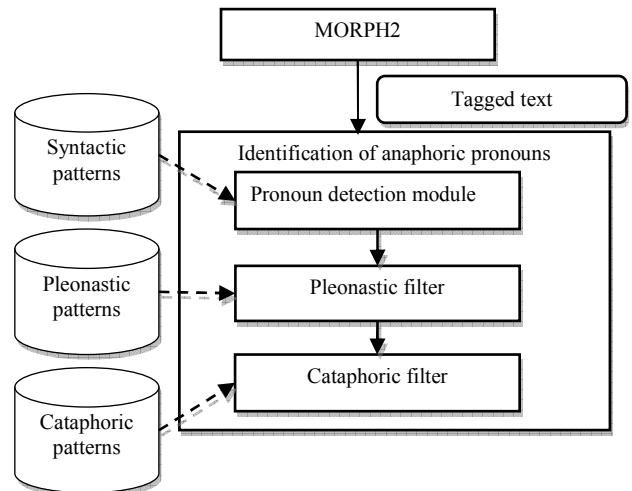 MORPH2
Tagged text
Syntactic
patterns
Identification of anaphoric pronouns
Pronoun detection module
Pleonastic
patterns
Pleonastic filter
Cataphoric
patterns
Cataphoric filter